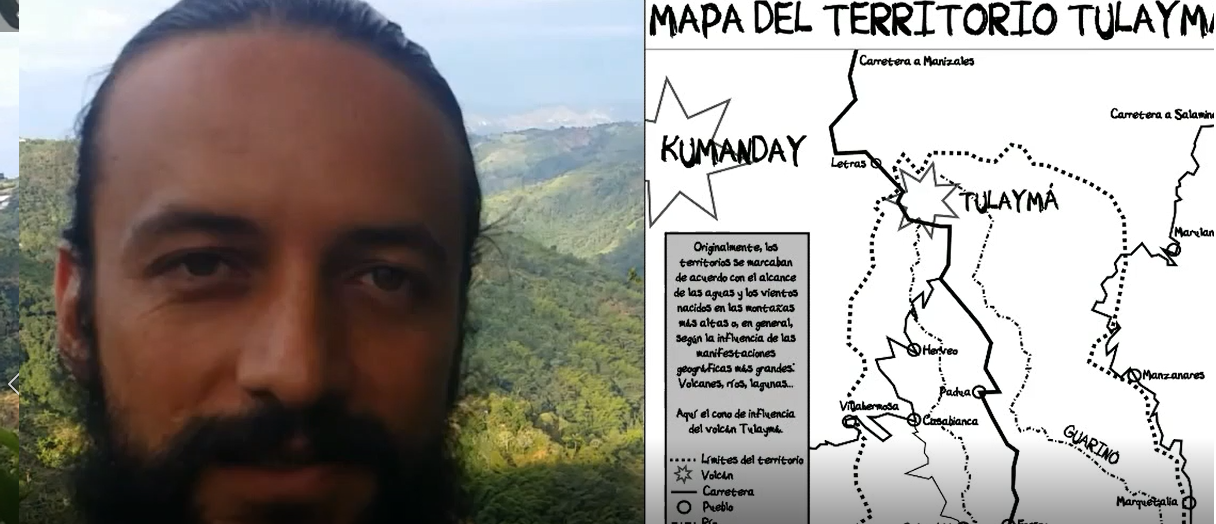 MAPA DEL TERRITORIO TULAYMÁ
Carretera a Manizales
Carretera a Salamina
KUMANDAY
Letras
TULAYMÁ
Originalmente, los
territorios se marcaban
de acuerdo con el alcance
de las aguas y los vientos
nacidos en las montañas
más altas o, en general,
según la influencia de las
manifestaciones
geográficas más grandes:
Volcanes, ríos, lagunas...
Aquí el cono de influencia
del volcán Tulaymá.
Límites del territorio
Volcán
Carretera
Pueblo
Río
Herveo
Padua
Manzanares
Villahermosa
Casabianca
GUARINÓ
Marquetalia